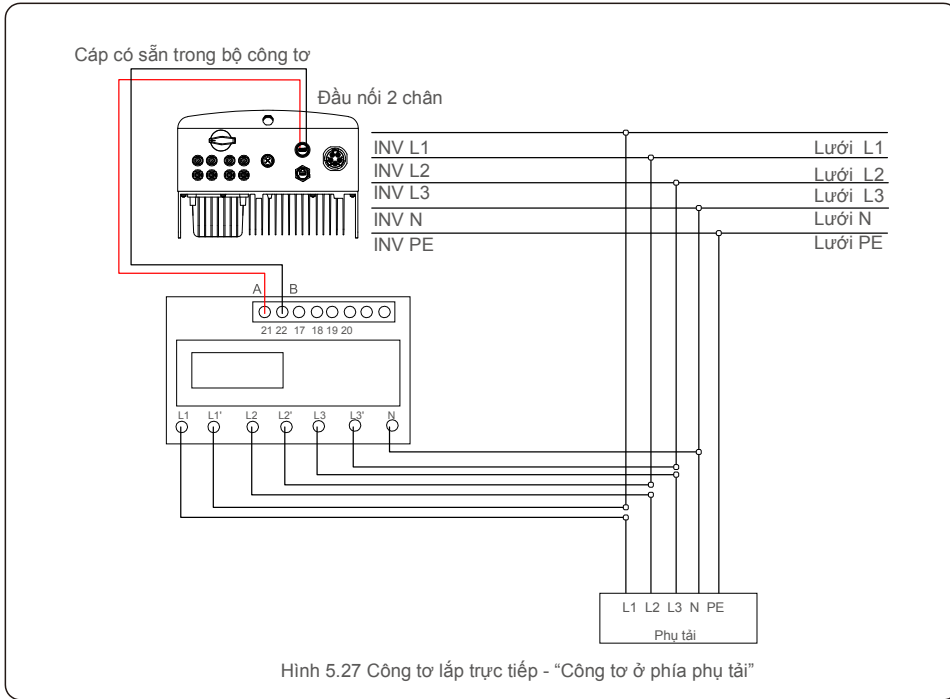 Cáp có sẵn trong bộ công tơ
Đầu nối 2 chân
INV L1
Lưới L1
INV L2
Lưới L2
INV L3
Lưới L3
INV N
Lưới N
INV PE
Lưới PE
A B
21 22 17 18 19 20
L1 L1' L2 L2' L3 L3' N
L1 L2 L3 N PE
Phụ tải
Hình 5.27 Công tơ lắp trực tiếp - “Công tơ ở phía phụ tải”